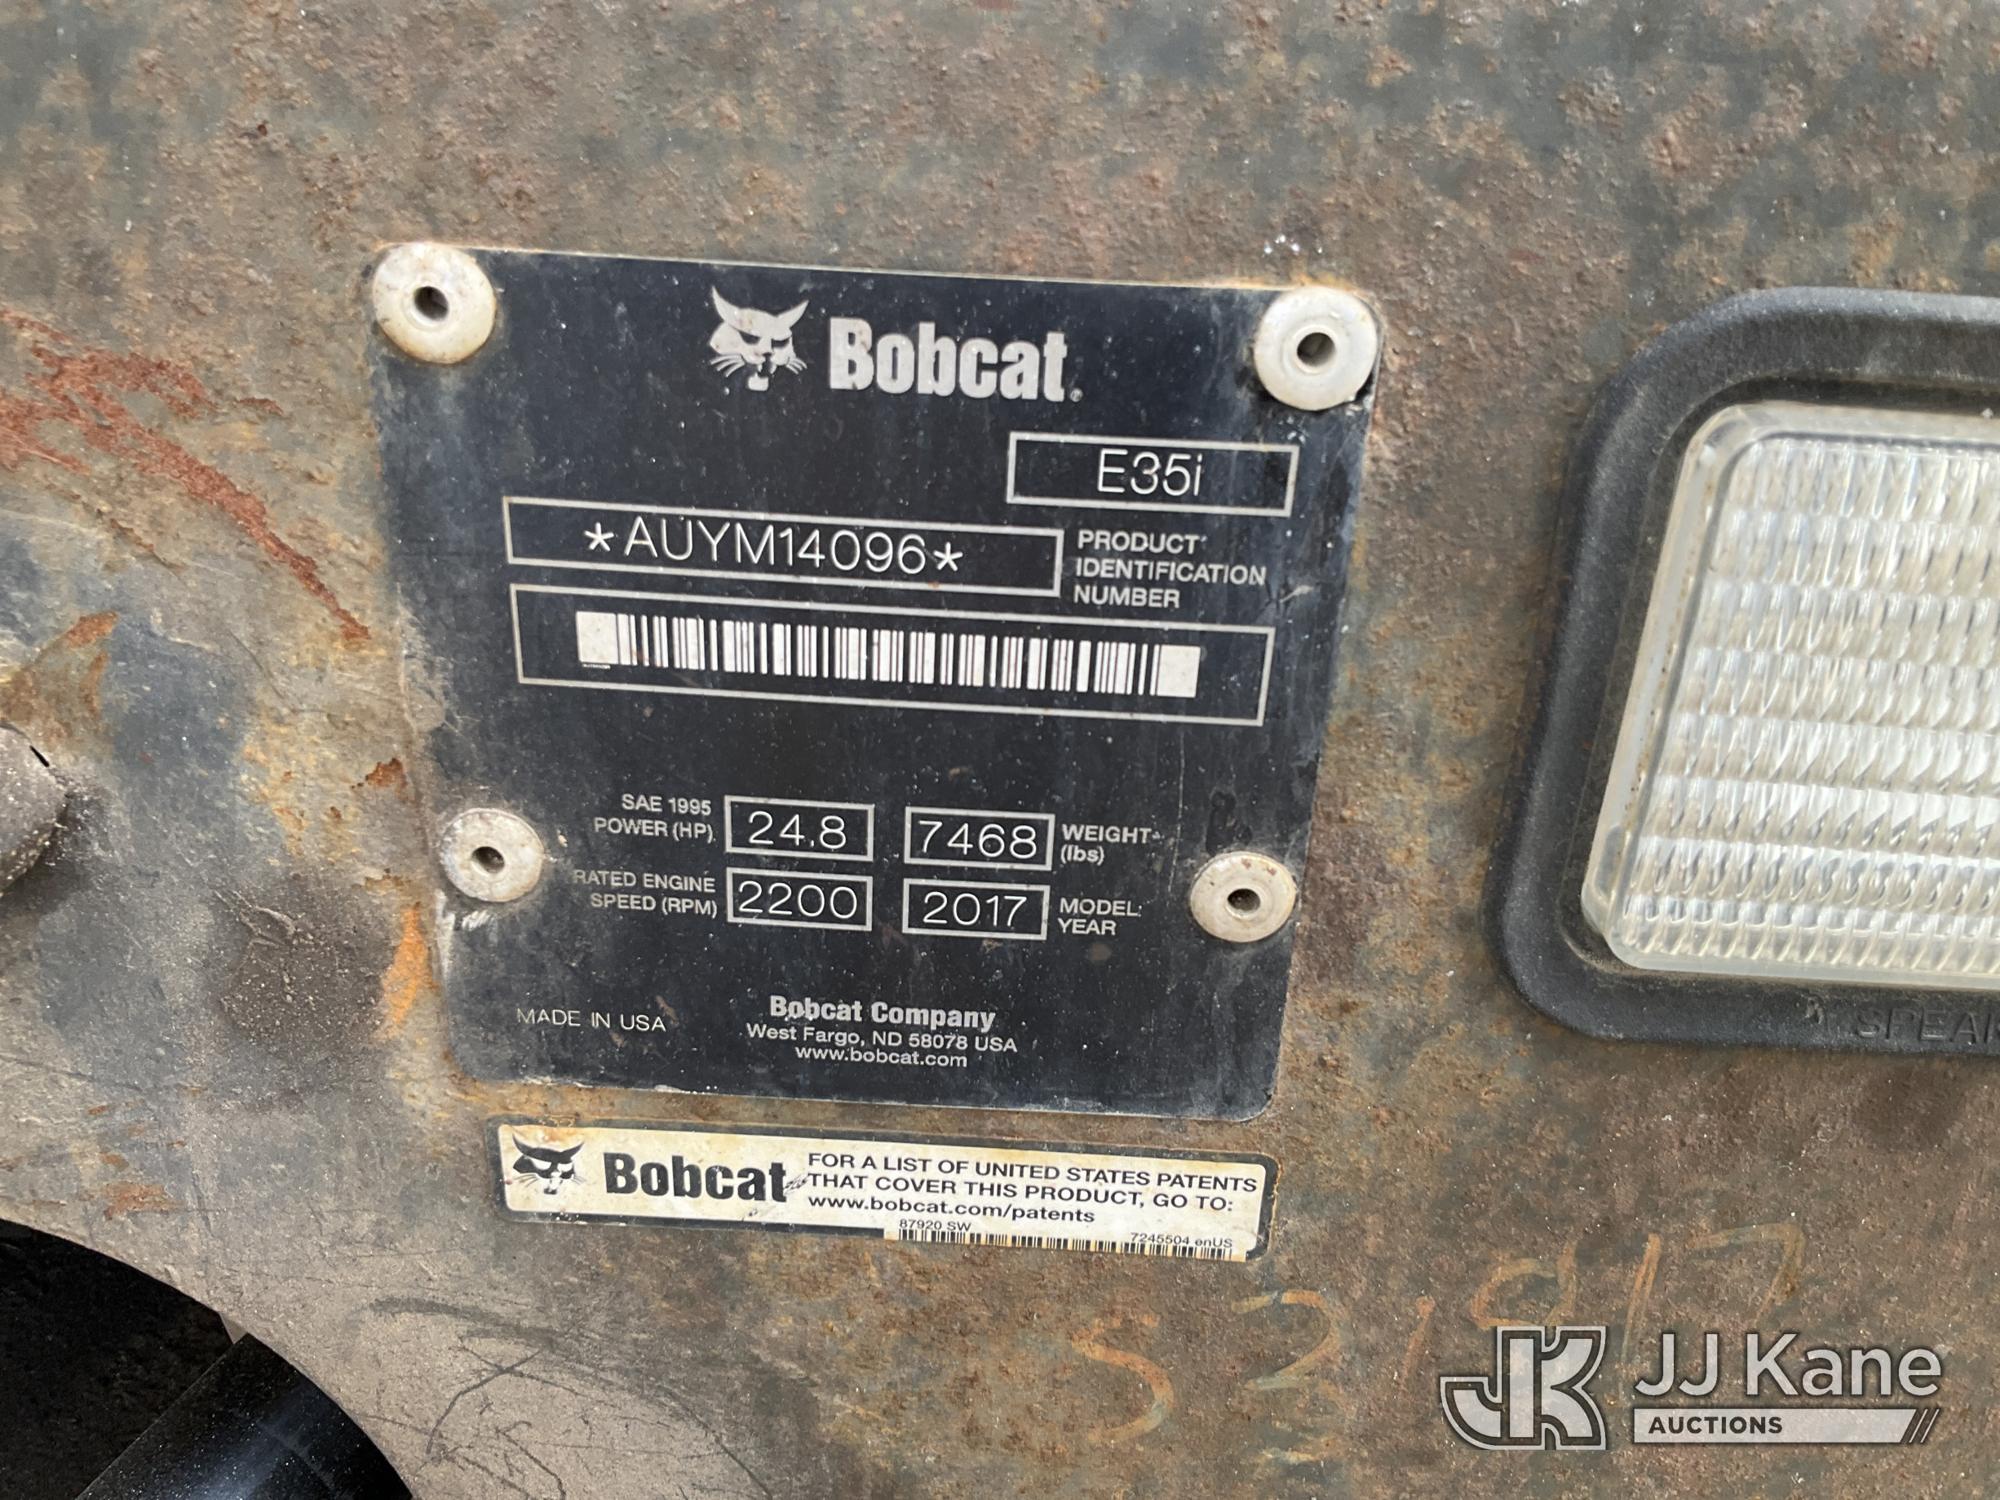 Bobcat®
E35i
*AUYM14096*
PRODUCT
IDENTIFICATION
NUMBER
SAE 1995
POWER (HP)
24.8
7468
WEIGHT
(lbs)
RATED ENGINE
SPEED (RPM)
2200
2017
MODEL
YEAR
MADE IN USA
Bobcat Company
West Fargo, ND 58078 USA
www.bobcat.com
Bobcat
FOR A LIST OF UNITED STATES PATENTS
THAT COVER THIS PRODUCT, GO TO:
www.bobcat.com/patents
87920 SW
7245504 enUS
JK
JJ Kane
AUCTIONS